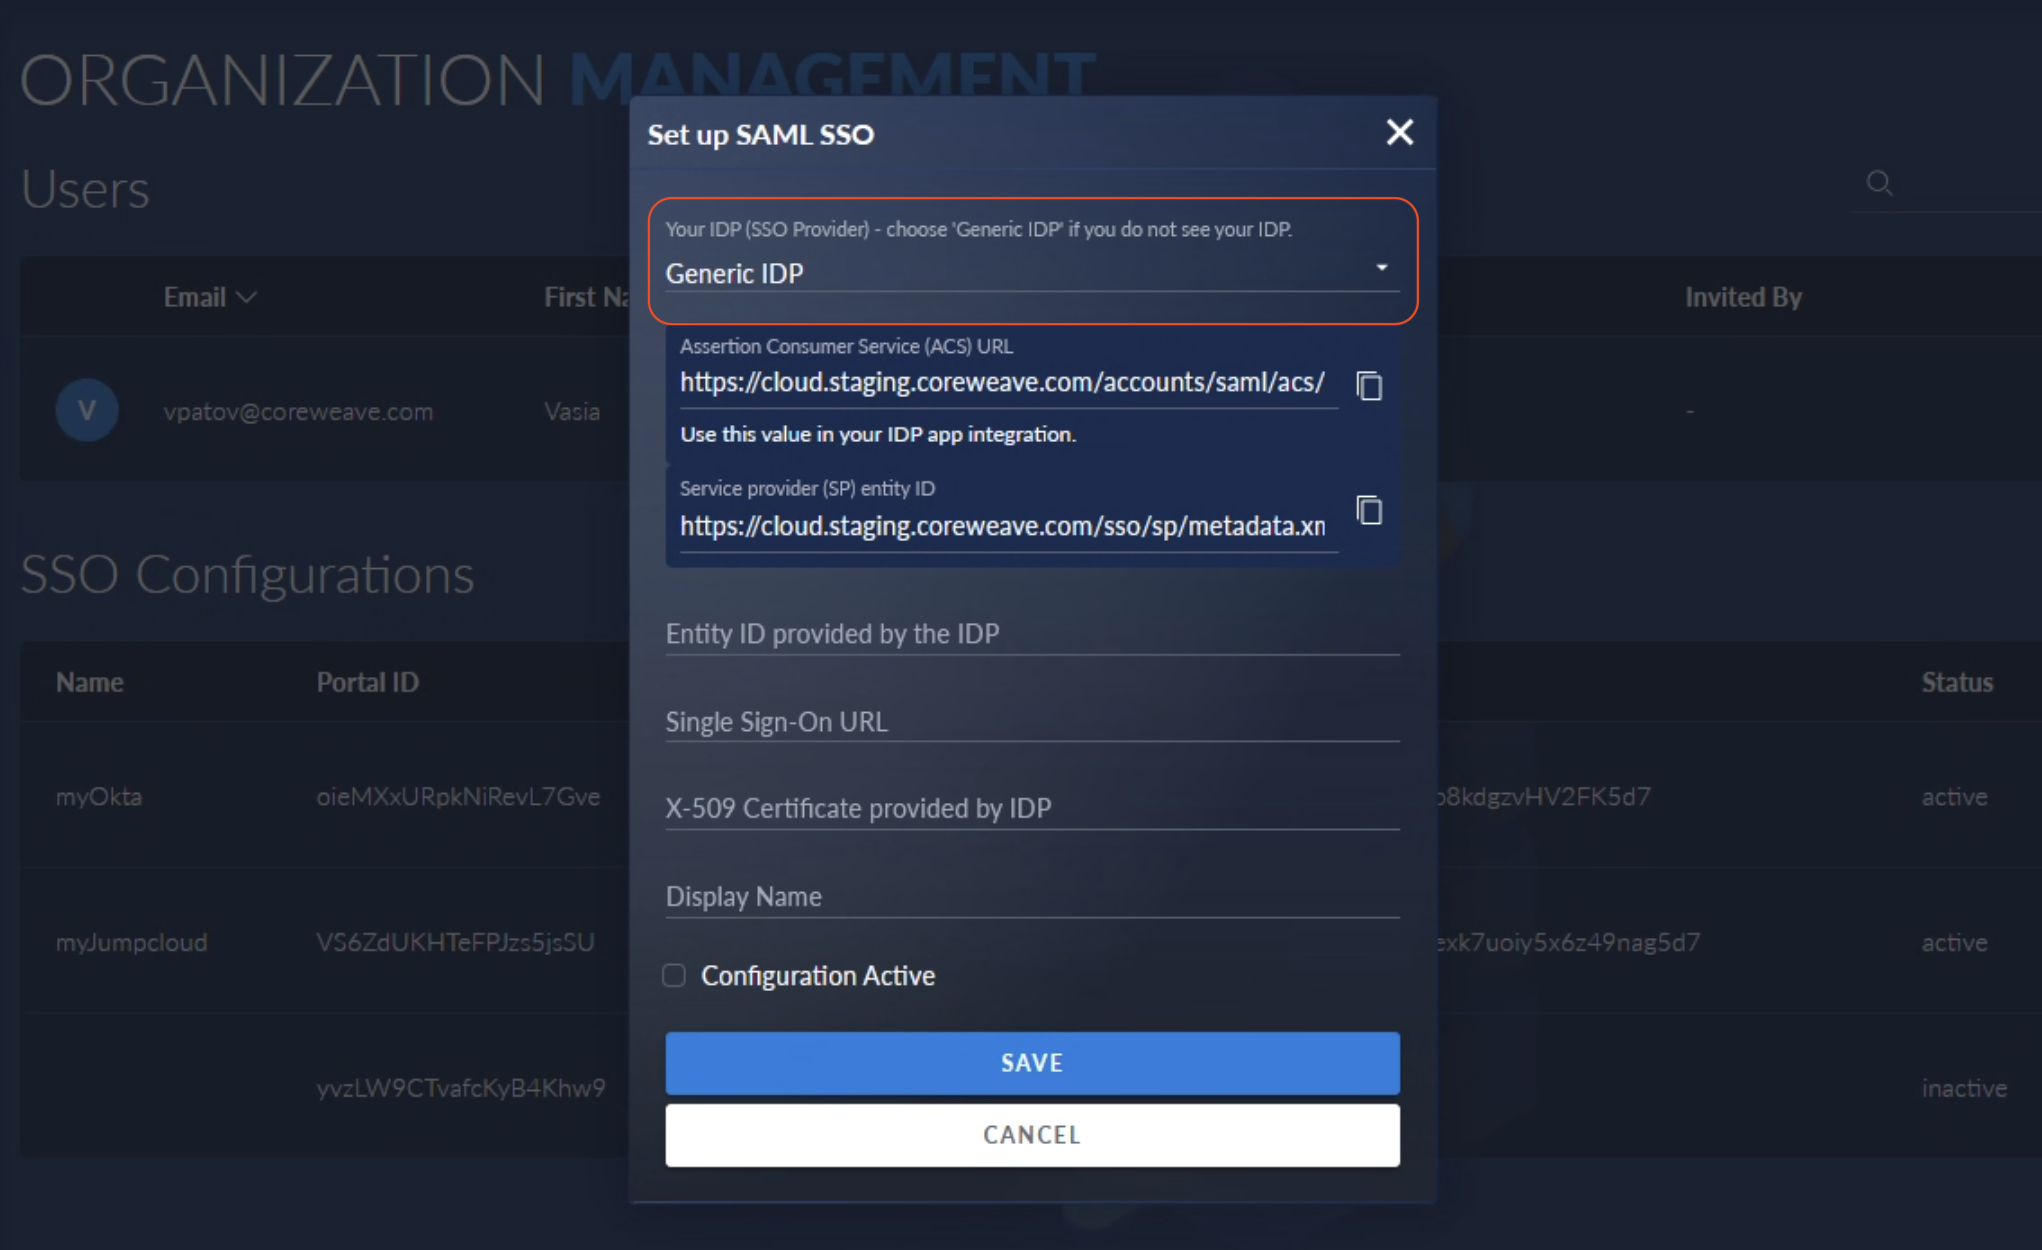 ORGANIZATION MANAGEMENT
Users
Email
First Na
Invited By
V
vpatov@coreweave.com
Vasia
-
SSO Configurations
Name
Portal ID
Status
myOkta
oieMXxURpkNiRevL7Gve
8kdgzvHV2FK5d7
active
myJumpcloud
VS6ZdUKHTeFPJzs5jsSU
exk7uoiy5x6z49nag5d7
active
yvzLW9CTvafcKyB4Khw9
inactive
Set up SAML SSO
Your IDP (SSO Provider) - choose 'Generic IDP' if you do not see your IDP.
Generic IDP
Assertion Consumer Service (ACS) URL
https://cloud.staging.coreweave.com/accounts/saml/acs/
Use this value in your IDP app integration.
Service provider (SP) entity ID
https://cloud.staging.coreweave.com/sso/sp/metadata.xm
Entity ID provided by the IDP
Single Sign-On URL
X-509 Certificate provided by IDP
Display Name
Configuration Active
SAVE
CANCEL